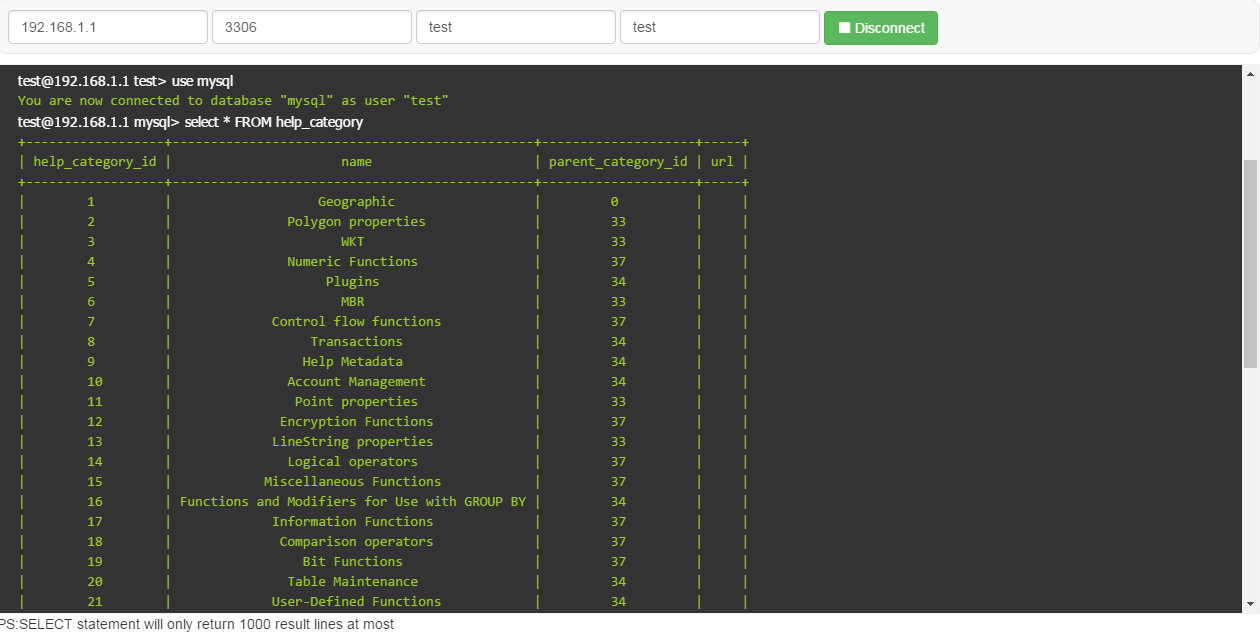 192.168.1.1 3306 test test Disconnect
test@192.168.1.1 test> use mysql
You are now connected to database "mysql" as user "test"
test@192.168.1.1 mysql> select * FROM help_category
+------------------+-----------------------------------------------+--------------------+-----+
| help_category_id | name | parent_category_id | url |
+------------------+-----------------------------------------------+--------------------+-----+
| 1 | Geographic | 0 | |
| 2 | Polygon properties | 33 | |
| 3 | WKT | 33 | |
| 4 | Numeric Functions | 37 | |
| 5 | Plugins | 34 | |
| 6 | MBR | 33 | |
| 7 | Control flow functions | 37 | |
| 8 | Transactions | 34 | |
| 9 | Help Metadata | 34 | |
| 10 | Account Management | 34 | |
| 11 | Point properties | 33 | |
| 12 | Encryption Functions | 37 | |
| 13 | LineString properties | 33 | |
| 14 | Logical operators | 37 | |
| 15 | Miscellaneous Functions | 37 | |
| 16 | Functions and Modifiers for Use with GROUP BY | 34 | |
| 17 | Information Functions | 37 | |
| 18 | Comparison operators | 37 | |
| 19 | Bit Functions | 37 | |
| 20 | Table Maintenance | 34 | |
| 21 | User-Defined Functions | 34 | |
PS:SELECT statement will only return 1000 result lines at most